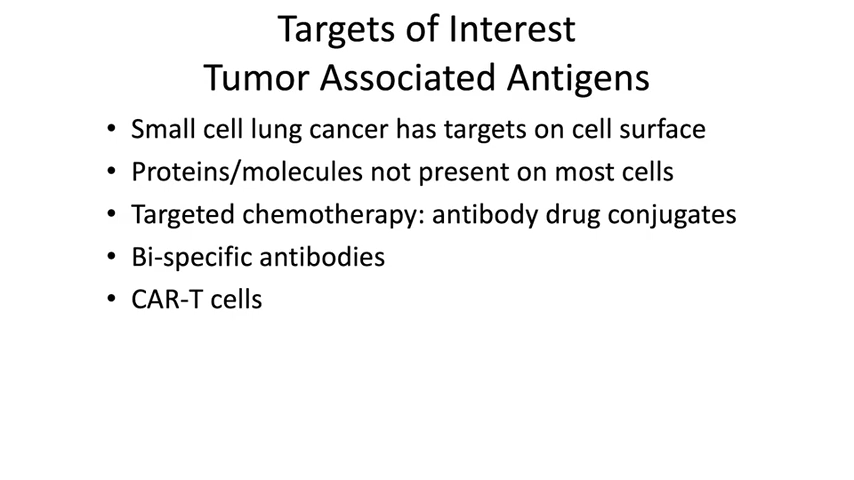 Targets of Interest
Tumor Associated Antigens
• Small cell lung cancer has targets on cell surface
• Proteins/molecules not present on most cells
• Targeted chemotherapy: antibody drug conjugates
• Bi-specific antibodies
• CAR-T cells